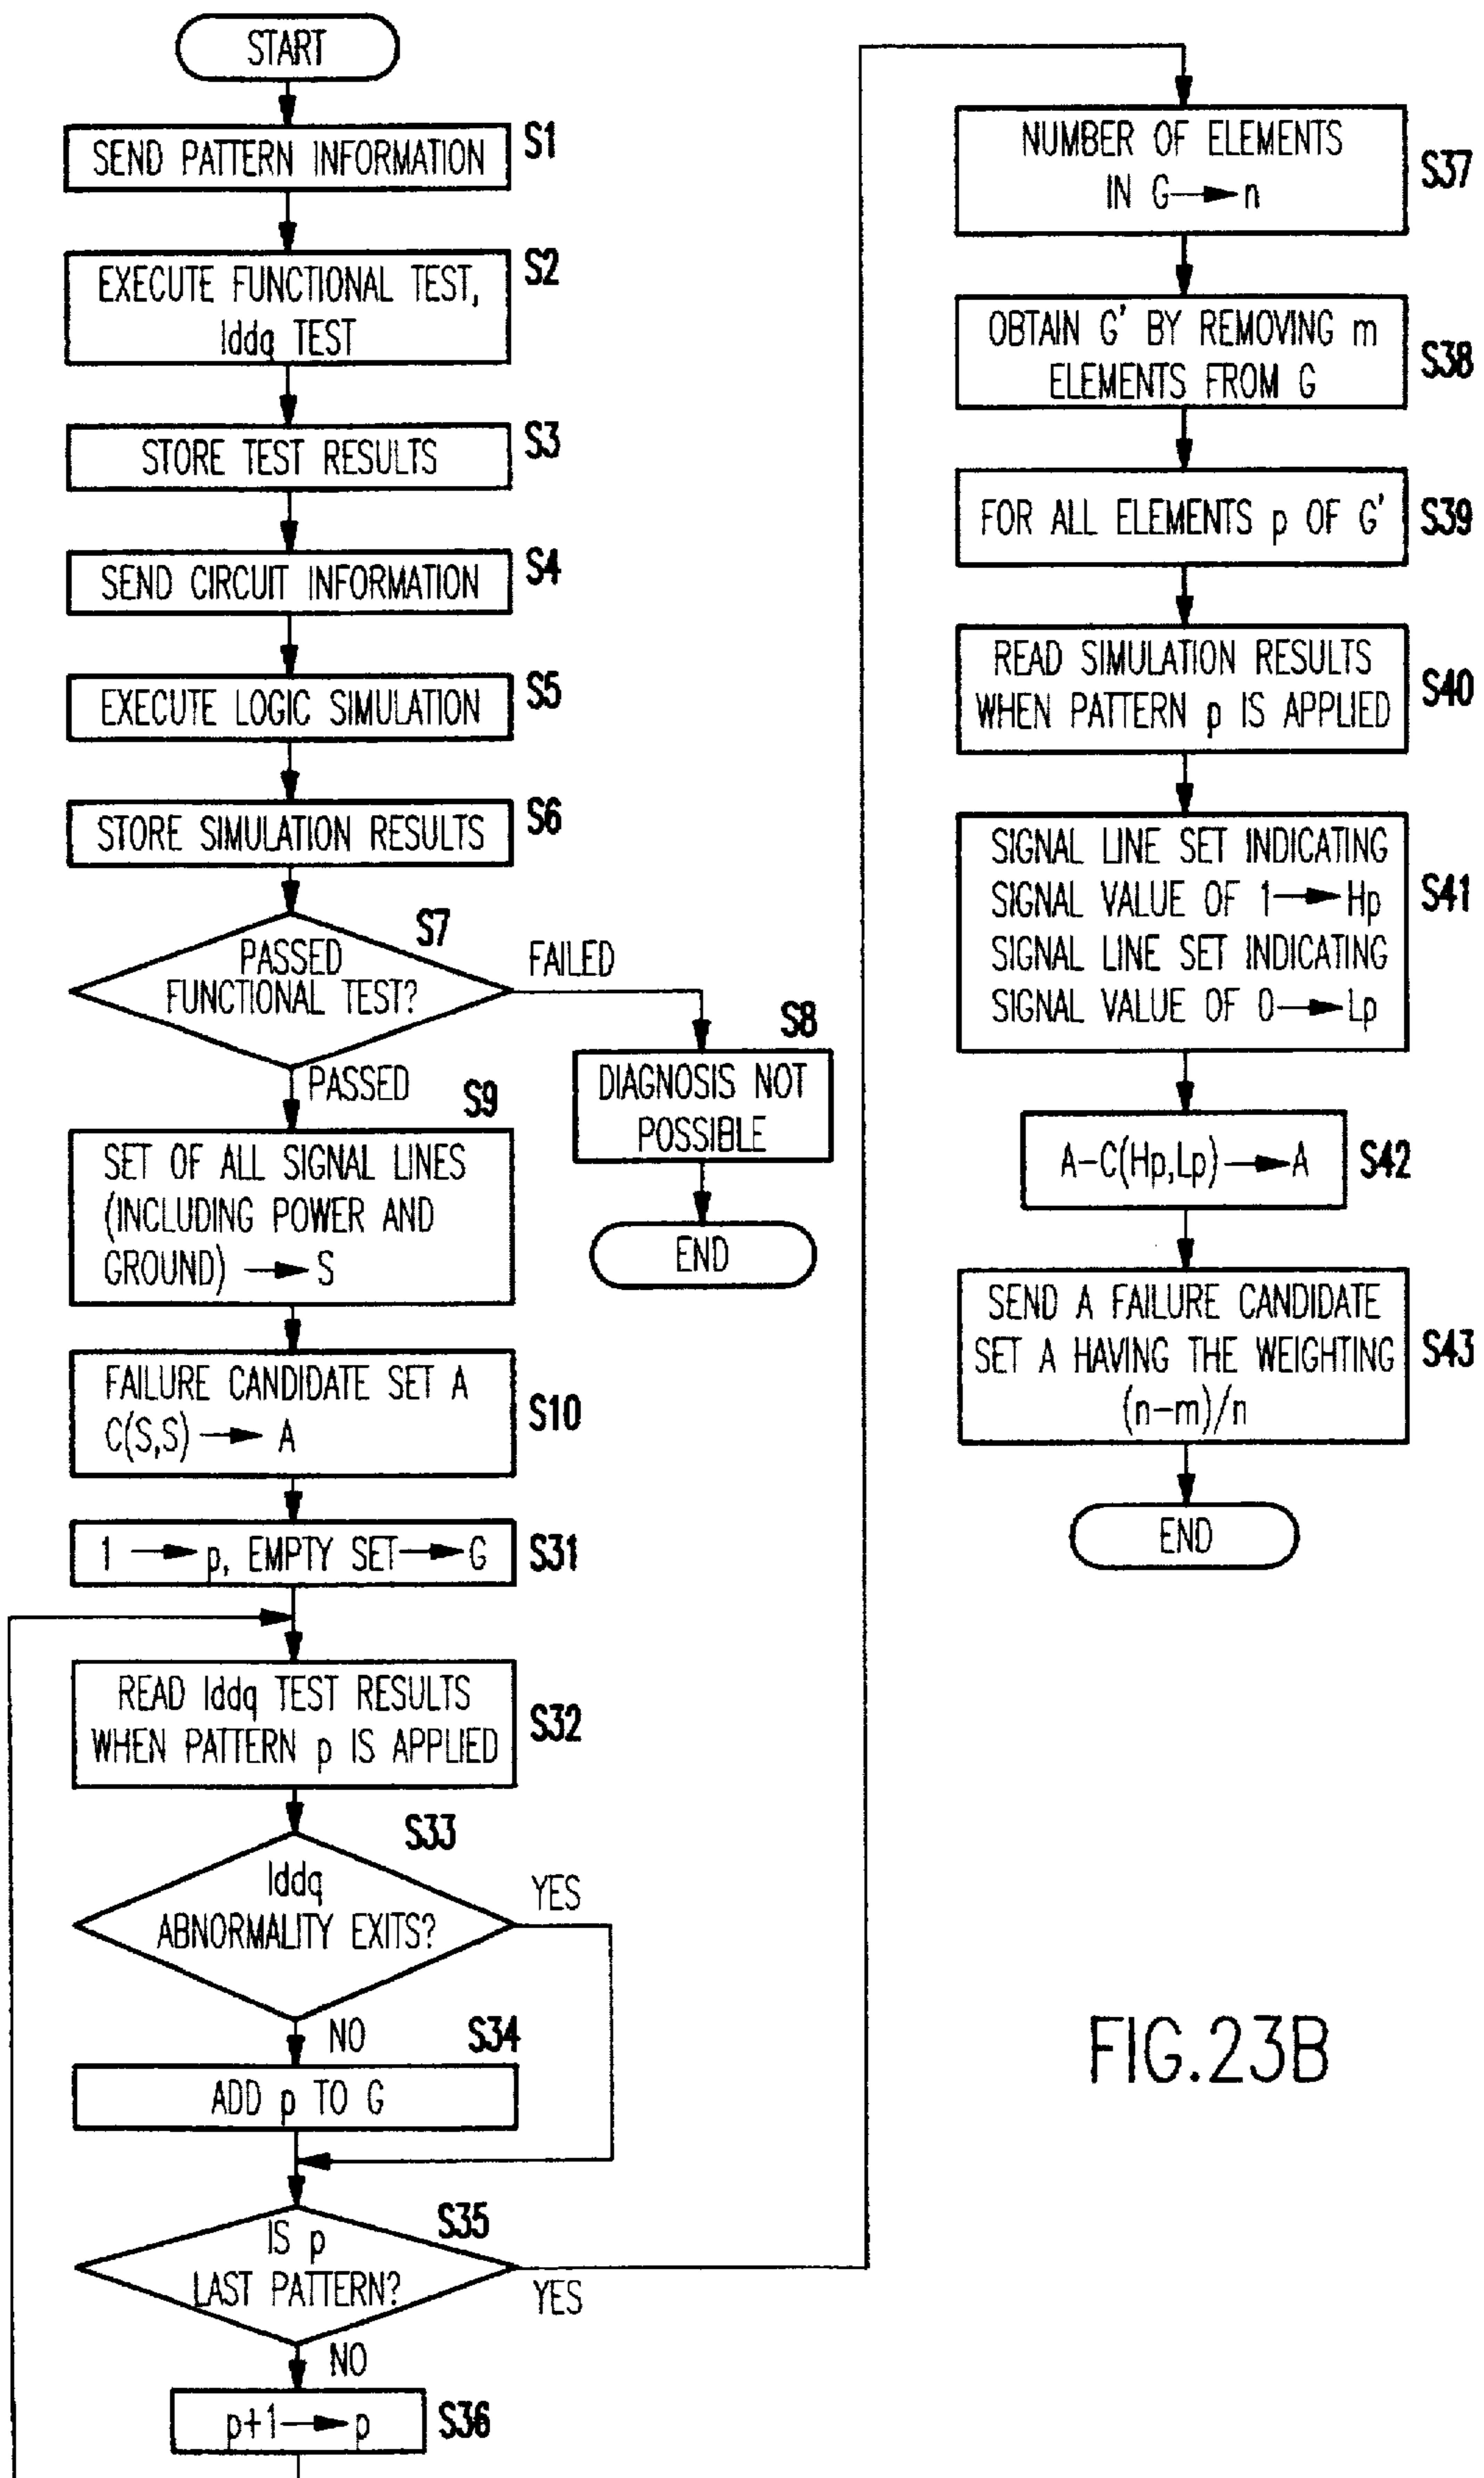 START
SEND PATTERN INFORMATION
S1
EXECUTE FUNCTIONAL TEST,
Iddq TEST
S2
STORE TEST RESULTS
S3
SEND CIRCUIT INFORMATION
S4
EXECUTE LOGIC SIMULATION
S5
STORE SIMULATION RESULTS
S6
PASSED
FUNCTIONAL TEST?
S7
FAILED
S8
DIAGNOSIS NOT
POSSIBLE
END
PASSED
S9
SET OF ALL SIGNAL LINES
(INCLUDING POWER AND
GROUND) → S
FAILURE CANDIDATE SET A
C(S,S) → A
S10
1 → p, EMPTY SET → G
S31
READ Iddq TEST RESULTS
WHEN PATTERN p IS APPLIED
S32
S33
Iddq
ABNORMALITY EXITS?
YES
NO
S34
ADD p TO G
S35
IS p
LAST PATTERN?
YES
NO
p+1 → p
S36
NUMBER OF ELEMENTS
IN G → n
S37
OBTAIN G' BY REMOVING m
ELEMENTS FROM G
S38
FOR ALL ELEMENTS p OF G'
S39
READ SIMULATION RESULTS
WHEN PATTERN p IS APPLIED
S40
SIGNAL LINE SET INDICATING
SIGNAL VALUE OF 1 → Hp
SIGNAL LINE SET INDICATING
SIGNAL VALUE OF 0 → Lp
S41
A-C(Hp,Lp) → A
S42
SEND A FAILURE CANDIDATE
SET A HAVING THE WEIGHTING
(n-m)/n
S43
END
FIG.23B